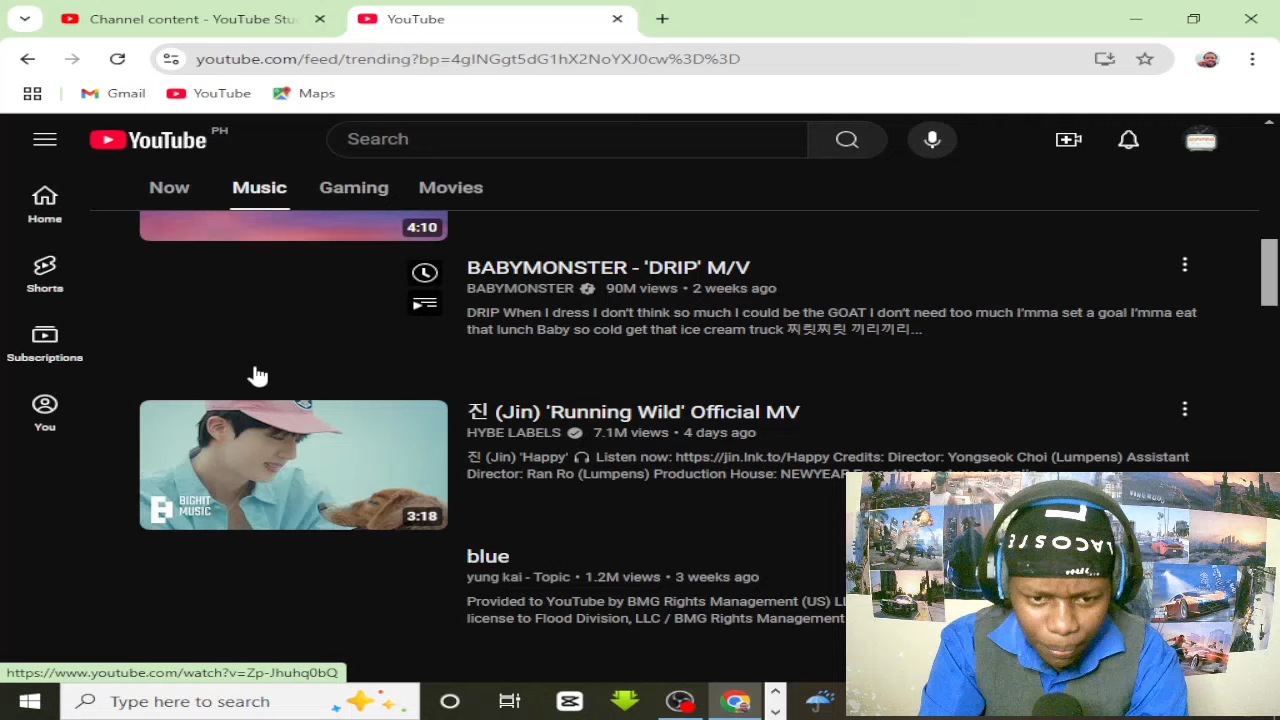 Channel content - YouTube Stu
YouTube
youtube.com/feed/trending?bp=4gINGgt5dG1hX2NoYXJ0cw%3D%3D
Gmail
YouTube
Maps
YouTube PH
Search
Now
Music
Gaming
Movies
Home
Shorts
Subscriptions
You
4:10
BABYMONSTER - 'DRIP' M/V
BABYMONSTER 90M views • 2 weeks ago
DRIP When I dress I don't think so much I could be the GOAT I don't need too much I'mma set a goal I'mma eat
that lunch Baby so cold get that ice cream truck 찌릿찌릿 끼리끼리...
BIGHIT
MUSIC
3:18
진 (Jin) 'Running Wild' Official MV
HYBE LABELS 7.1M views • 4 days ago
진 (Jin) 'Happy' 🎧 Listen now: https://jin.lnk.to/Happy Credits: Director: Yongseok Choi (Lumpens) Assistant
Director: Ran Ro (Lumpens) Production House: NEWYEAR
blue
yung kai - Topic • 1.2M views • 3 weeks ago
Provided to YouTube by BMG Rights Management (US) LL
license to Flood Division, LLC / BMG Rights Management
LACOSTE
https://www.youtube.com/watch?v=Zp-Jhuhq0bQ
Type here to search